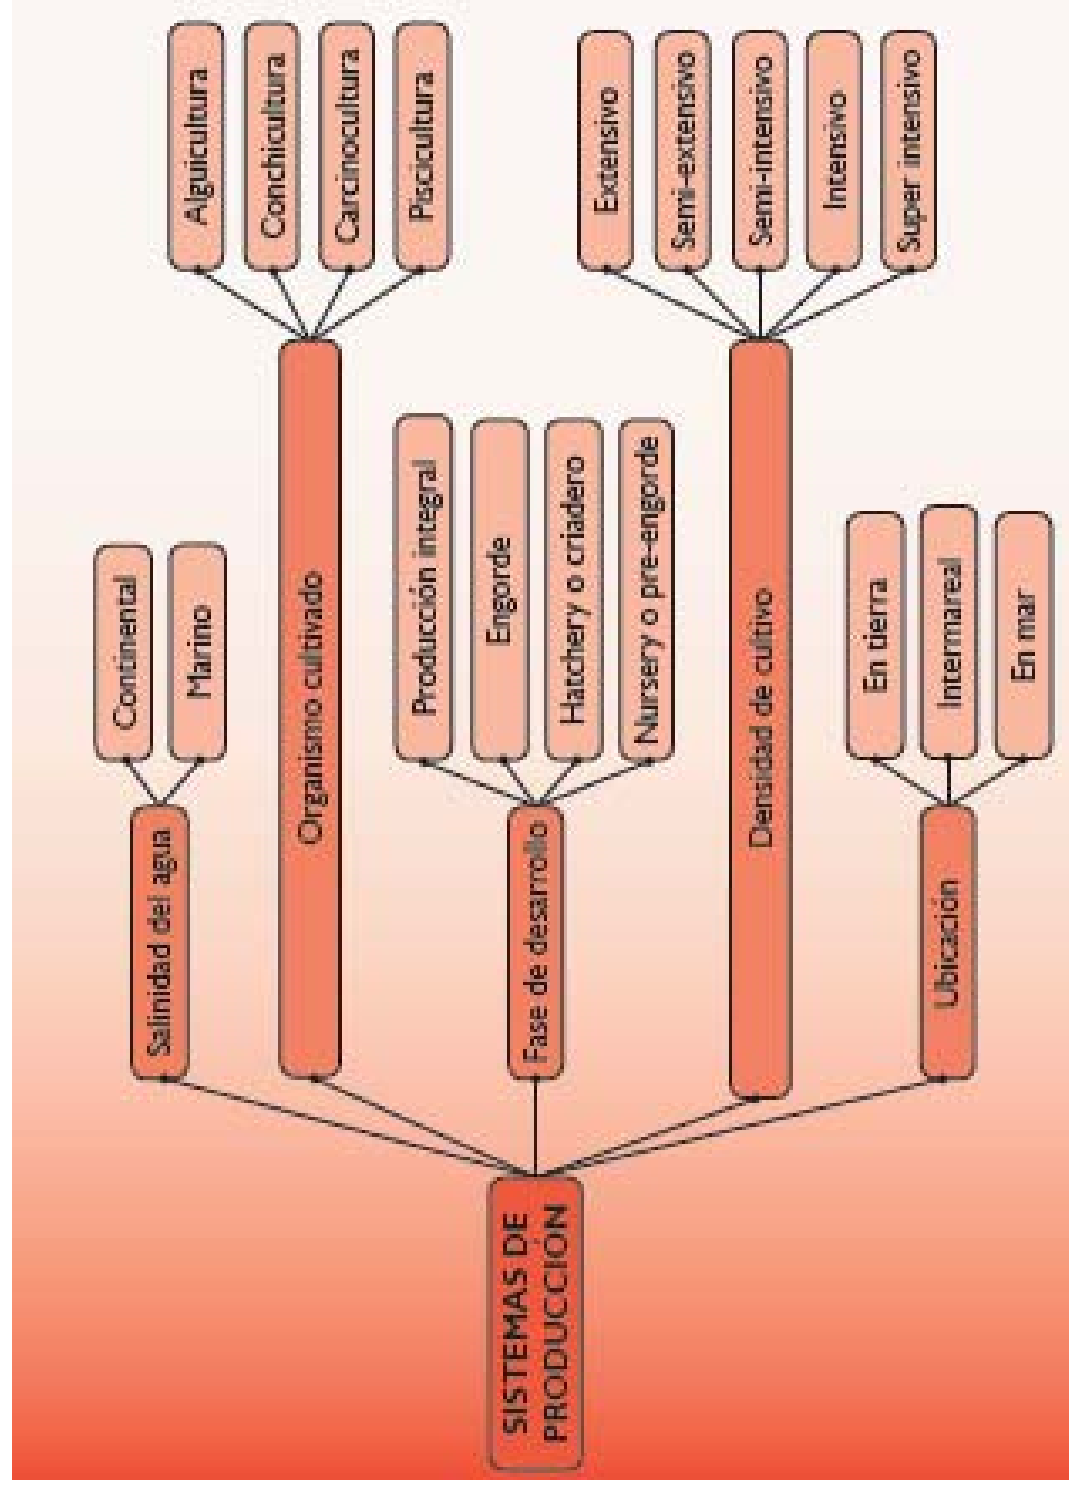 SISTEMAS DE
PRODUCCIÓN
Salinidad del agua
Continental
Marino
Organismo cultivado
Alguicultura
Conchicultura
Carcinocultura
Piscicultura
Fase de desarrollo
Producción integral
Engorde
Hatchery o criadero
Nursery o pre-engorde
Densidad de cultivo
Extensivo
Semi-extensivo
Semi-intensivo
Intensivo
Super intensivo
Ubicación
En tierra
Intermareal
En mar